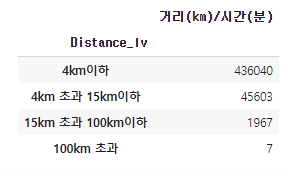 거리(km)/시간(분)
Distance_lv
4km이하 436040
4km 초과 15km이하 45603
15km 초과 100km이하 1967
100km 초과 7